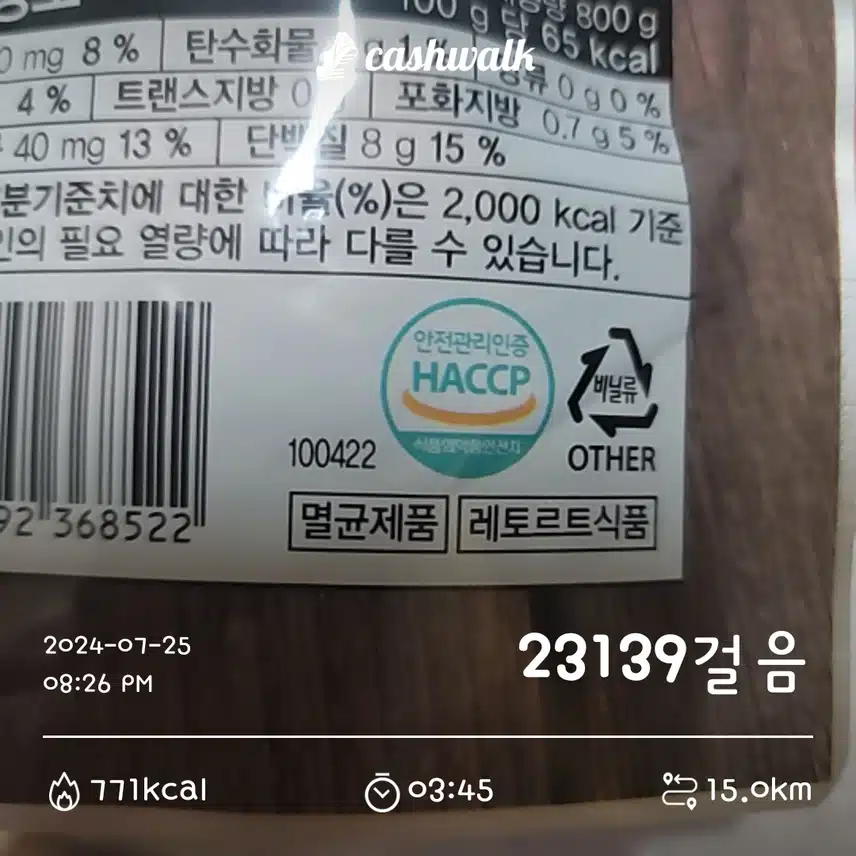 100 g 당 800 g
65 kcal
cashwalk
mg 8 % 탄수화물
0 g 0 %
4 % 트랜스지방 0 포화지방 0.7 g 5 %
40 mg 13 % 단백질 8 g 15 %
분기준치에 대한 비율(%)은 2,000 kcal 기준
인의 필요 열량에 따라 다를 수 있습니다.
안전관리인증
HACCP
비닐류
OTHER
100422
92 368522
멸균제품 레토르트식품
2024-07-25
08:26 PM
23139걸음
771kcal 03:45 15.0km